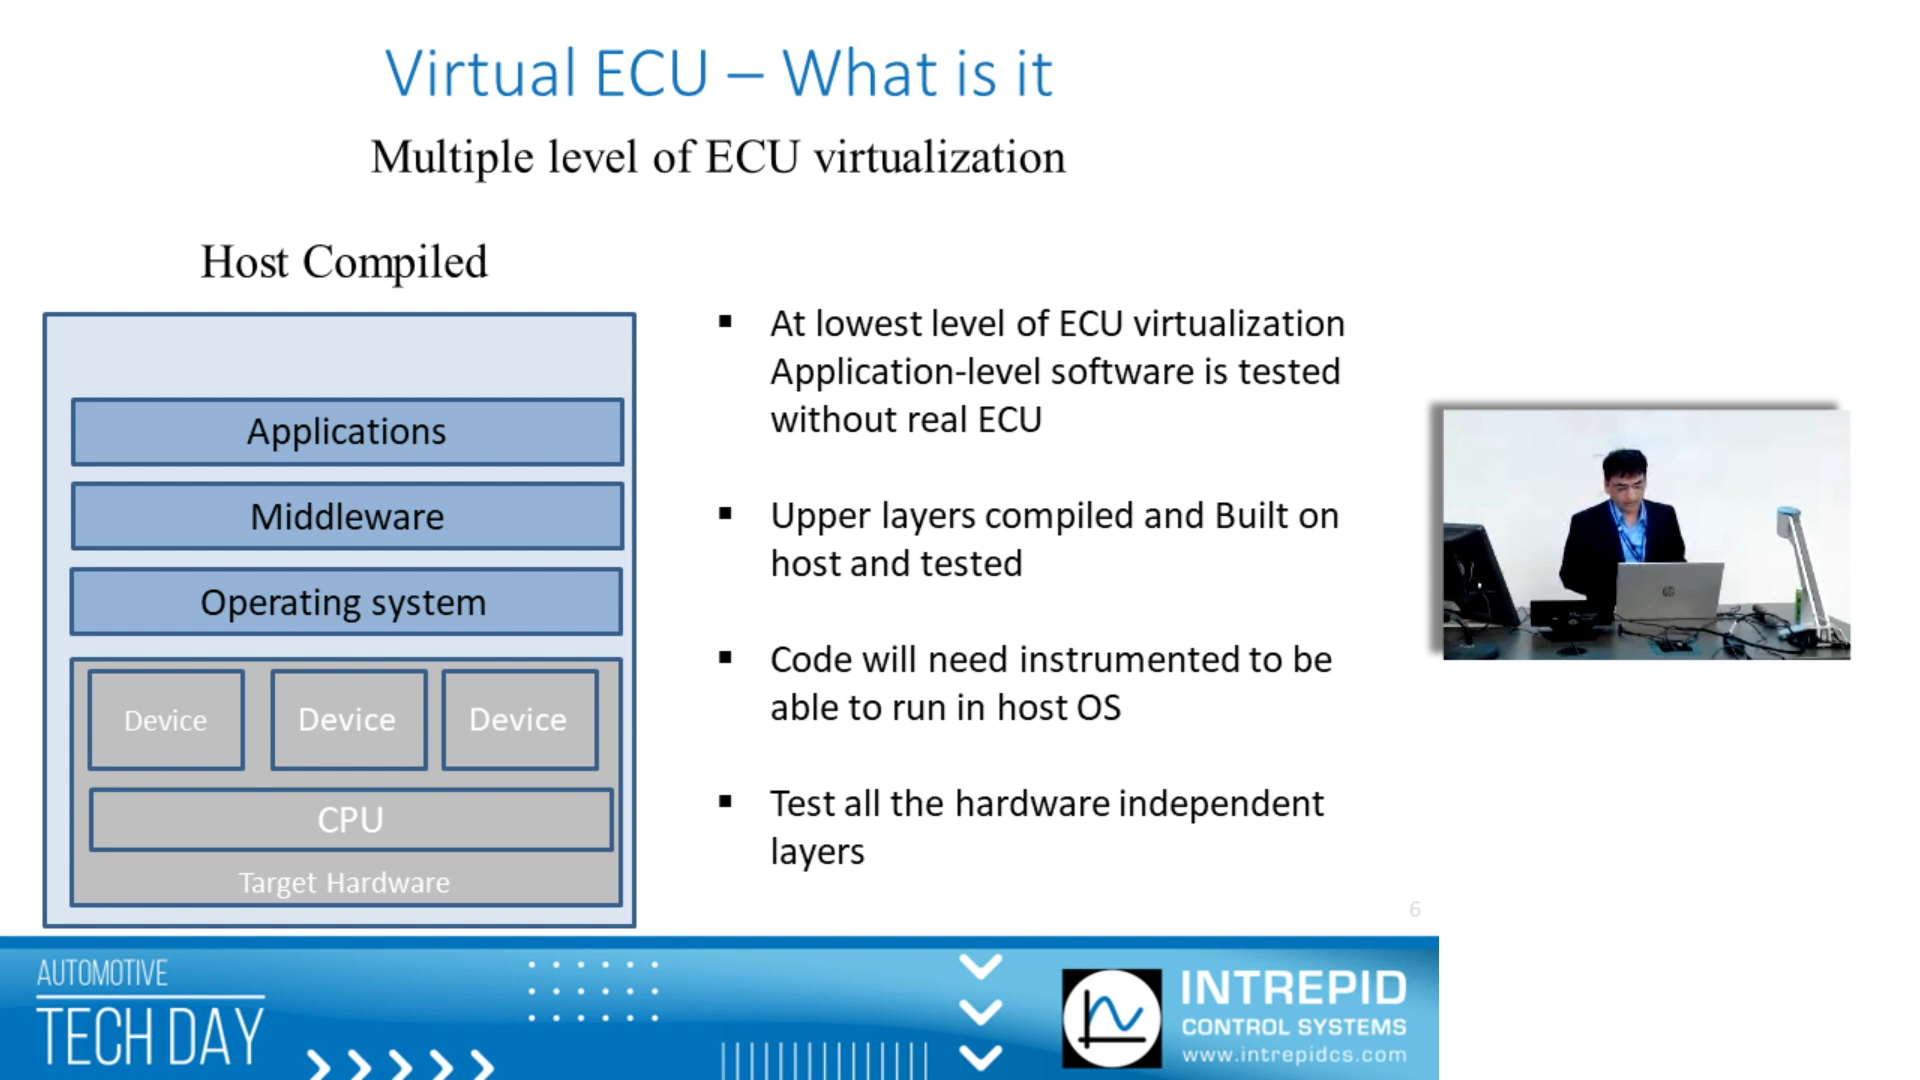 Virtual ECU – What is it
Multiple level of ECU virtualization
Host Compiled
Applications
Middleware
Operating system
Device
Device
Device
CPU
Target Hardware
▪ At lowest level of ECU virtualization
Application-level software is tested
without real ECU
▪ Upper layers compiled and Built on
host and tested
▪ Code will need instrumented to be
able to run in host OS
▪ Test all the hardware independent
layers
6
AUTOMOTIVE
TECH DAY
INTREPID
CONTROL SYSTEMS
www.intrepidcs.com